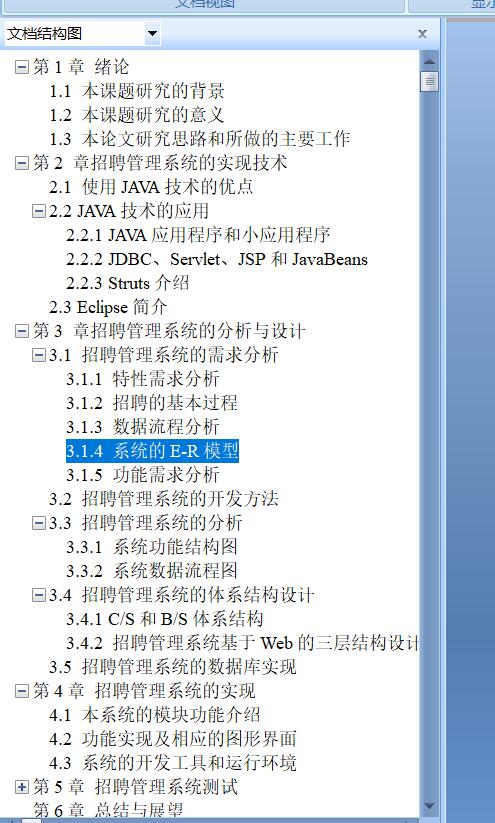 文档视图
显示
文档结构图
第 1 章 绪论
1.1 本课题研究的背景
1.2 本课题研究的意义
1.3 本论文研究思路和所做的主要工作
第 2 章招聘管理系统的实现技术
2.1 使用 JAVA 技术的优点
2.2 JAVA 技术的应用
2.2.1 JAVA 应用程序和小应用程序
2.2.2 JDBC、Servlet、JSP 和 JavaBeans
2.2.3 Struts 介绍
2.3 Eclipse 简介
第 3 章招聘管理系统的分析与设计
3.1 招聘管理系统的需求分析
3.1.1 特性需求分析
3.1.2 招聘的基本过程
3.1.3 数据流程分析
3.1.4 系统的 E-R 模型
3.1.5 功能需求分析
3.2 招聘管理系统的开发方法
3.3 招聘管理系统的分析
3.3.1 系统功能结构图
3.3.2 系统数据流程图
3.4 招聘管理系统的体系结构设计
3.4.1 C/S 和 B/S 体系结构
3.4.2 招聘管理系统基于 Web 的三层结构设计
3.5 招聘管理系统的数据库实现
第 4 章 招聘管理系统的实现
4.1 本系统的模块功能介绍
4.2 功能实现及相应的图形界面
4.3 系统的开发工具和运行环境
第 5 章 招聘管理系统测试
第 6 章 总结与展望